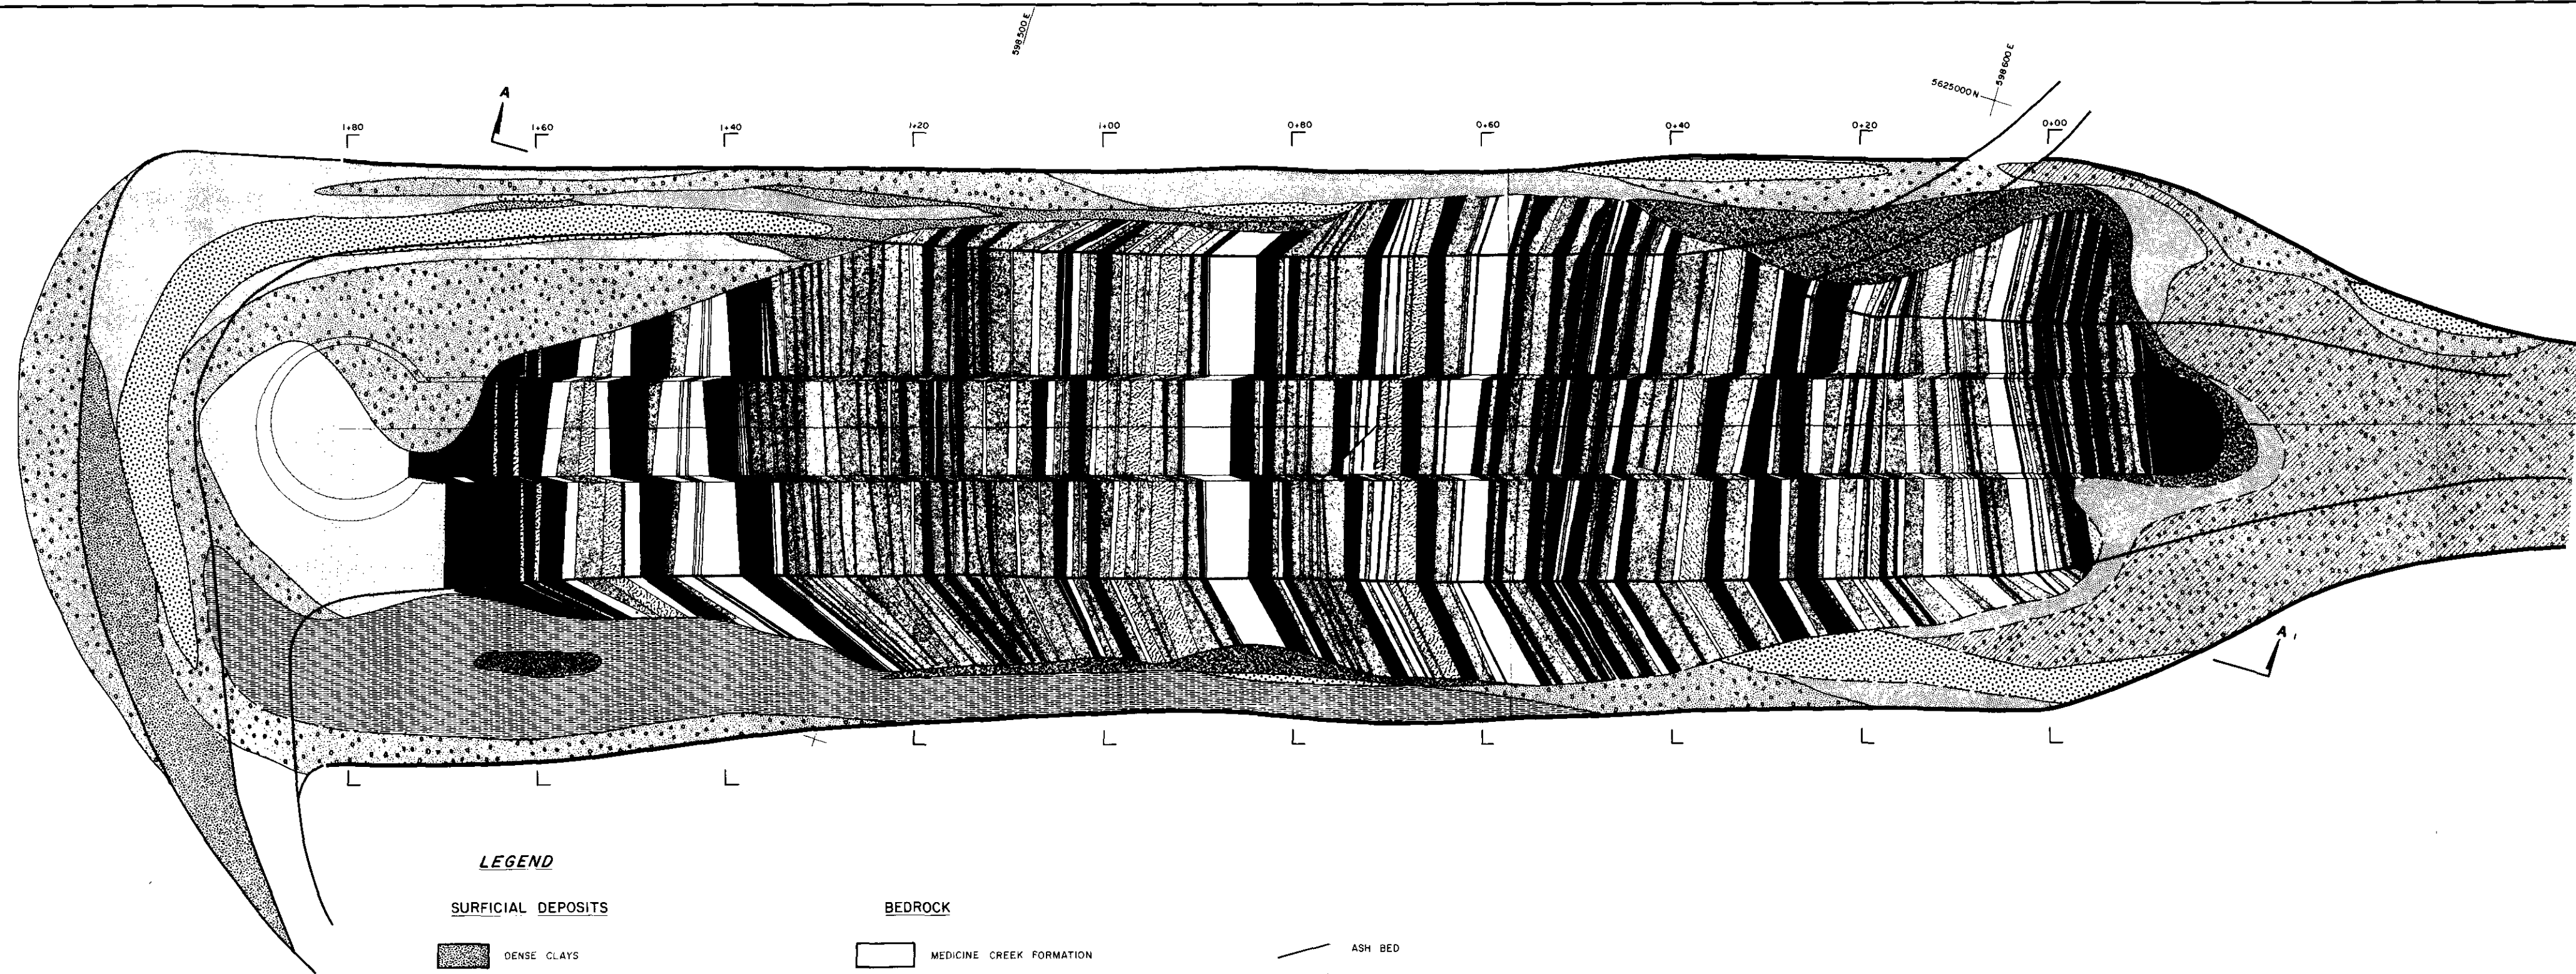 598500E
598600E
5625000N
A
1+80
1+60
1+40
1+20
1+00
0+80
0+60
0+40
0+20
0+00
A1
LEGEND
SURFICIAL DEPOSITS
BEDROCK
DENSE CLAYS
MEDICINE CREEK FORMATION
ASH BED